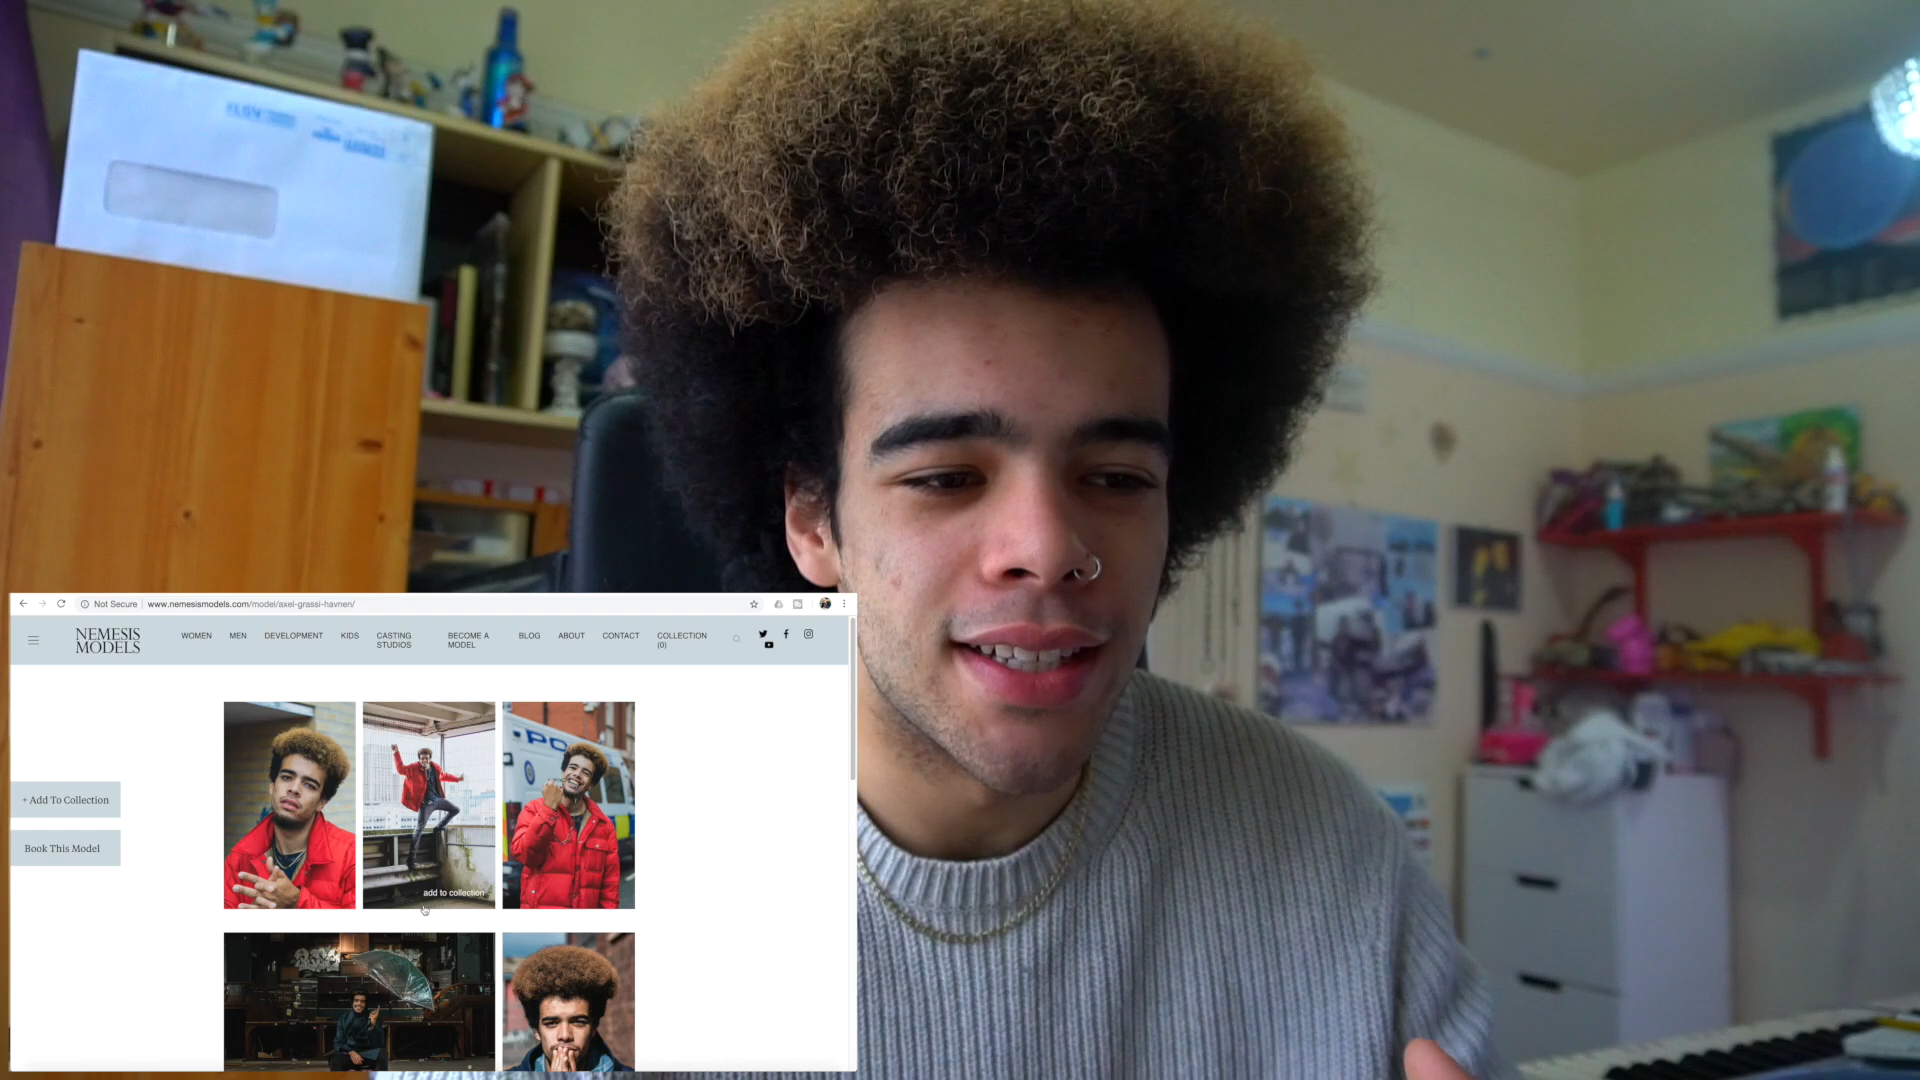 Not Secure
www.nemesismodels.com/model/axel-grassi-havnen/
NEMESIS
MODELS
WOMEN
MEN
DEVELOPMENT
KIDS
CASTING
STUDIOS
BECOME A
MODEL
BLOG
ABOUT
CONTACT
COLLECTION
(0)
+ Add To Collection
Book This Model
PO
add to collection